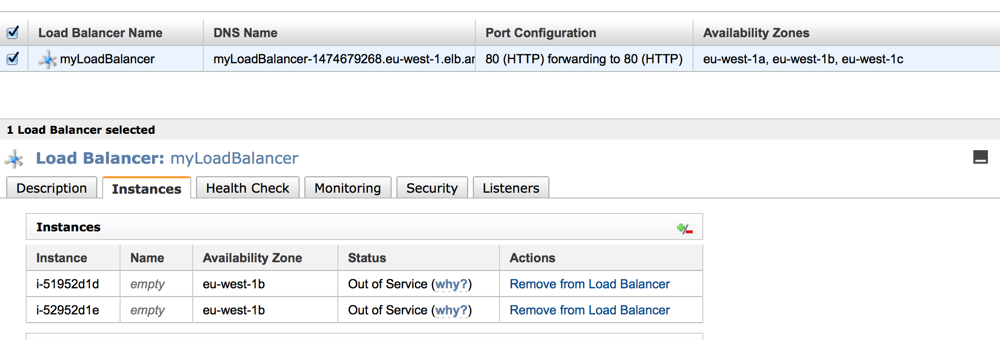 Load Balancer Name DNS Name Port Configuration Availability Zones
myLoadBalancer myLoadBalancer-1474679268.eu-west-1.elb.ar 80 (HTTP) forwarding to 80 (HTTP) eu-west-1a, eu-west-1b, eu-west-1c
1 Load Balancer selected
Load Balancer: myLoadBalancer
Description Instances Health Check Monitoring Security Listeners
Instances
Instance Name Availability Zone Status Actions
i-51952d1d empty eu-west-1b Out of Service (why?) Remove from Load Balancer
i-52952d1e empty eu-west-1b Out of Service (why?) Remove from Load Balancer